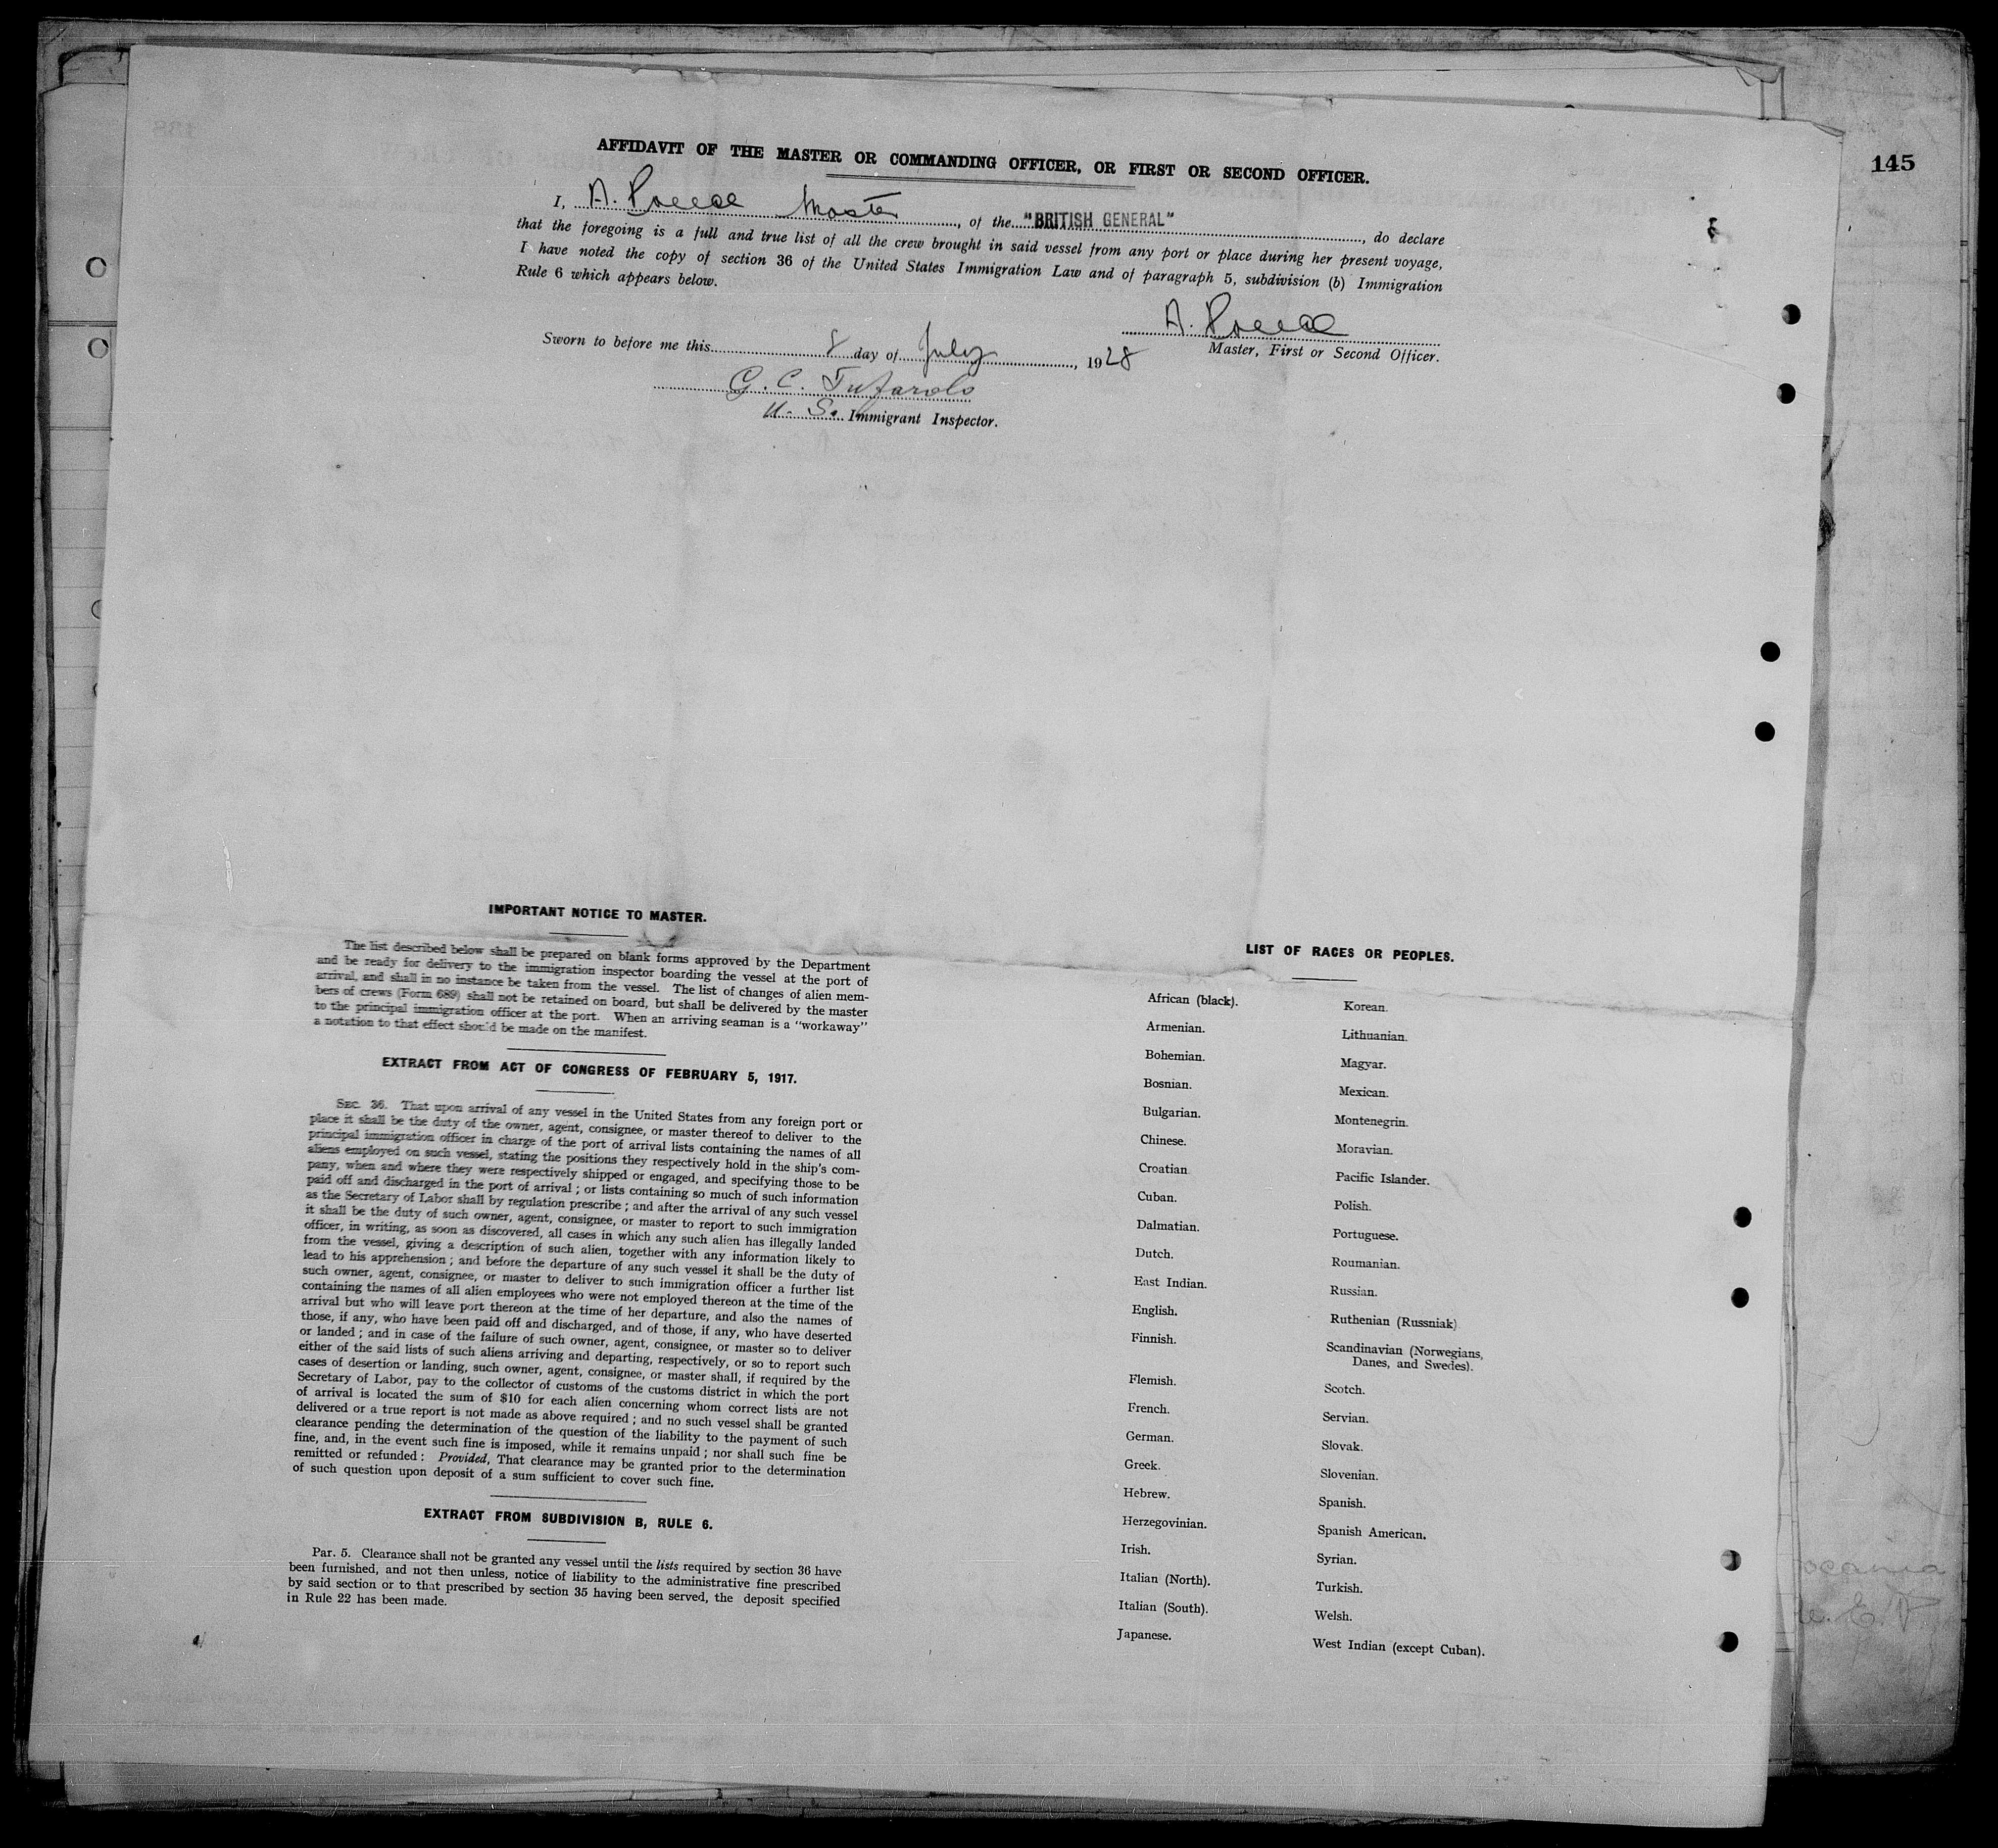 145
AFFIDAVIT OF THE MASTER OR COMMANDING OFFICER, OR FIRST OR SECOND OFFICER.
I, A. Master, of the "BRITISH GENERAL", do declare
that the foregoing is a full and true list of all the crew brought in said vessel from any port or place during her present voyage,
I have noted the copy of section 36 of the United States Immigration Law and of paragraph 5, subdivision (b) Immigration
Rule 6 which appears below.
A.
Master, First or Second Officer.
Sworn to before me this 8 day of July, 1928
G. C.
U. S. Immigrant Inspector.
IMPORTANT NOTICE TO MASTER.
The list described below shall be prepared on blank forms approved by the Department
and be ready for delivery to the immigration inspector boarding the vessel at the port of
arrival, and shall in no instance be taken from the vessel. The list of changes of alien mem-
bers of crews (Form 689) shall not be retained on board, but shall be delivered by the master
to the principal immigration officer at the port. When an arriving seaman is a "workaway"
a notation to that effect should be made on the manifest.
EXTRACT FROM ACT OF CONGRESS OF FEBRUARY 5, 1917.
SEC. 36. That upon arrival of any vessel in the United States from any foreign port or
place it shall be the duty of the owner, agent, consignee, or master thereof to deliver to the
principal immigration officer in charge of the port of arrival lists containing the names of all
aliens employed on such vessel, stating the positions they respectively hold in the ship's com-
pany, when and where they were respectively shipped or engaged, and specifying those to be
paid off and discharged in the port of arrival; or lists containing so much of such information
as the Secretary of Labor shall by regulation prescribe; and after the arrival of any such vessel
it shall be the duty of such owner, agent, consignee, or master to report to such immigration
officer, in writing, as soon as discovered, all cases in which any such alien has illegally landed
from the vessel, giving a description of such alien, together with any information likely to
lead to his apprehension; and before the departure of any such vessel it shall be the duty of
such owner, agent, consignee, or master to deliver to such immigration officer a further list
containing the names of all alien employees who were not employed thereon at the time of the
arrival but who will leave port thereon at the time of her departure, and also the names of
those, if any, who have been paid off and discharged, and of those, if any, who have deserted
or landed; and in case of the failure of such owner, agent, consignee, or master so to deliver
either of the said lists of such aliens arriving and departing, respectively, or so to report such
cases of desertion or landing, such owner, agent, consignee, or master shall, if required by the
Secretary of Labor, pay to the collector of customs of the customs district in which the port
of arrival is located the sum of $10 for each alien concerning whom correct lists are not
delivered or a true report is not made as above required; and no such vessel shall be granted
clearance pending the determination of the question of the liability to the payment of such
fine, and, in the event such fine is imposed, while it remains unpaid; nor shall such fine be
remitted or refunded: Provided, That clearance may be granted prior to the determination
of such question upon deposit of a sum sufficient to cover such fine.
EXTRACT FROM SUBDIVISION B, RULE 6.
Par. 5. Clearance shall not be granted any vessel until the lists required by section 36 have
been furnished, and not then unless, notice of liability to the administrative fine prescribed
by said section or to that prescribed by section 35 having been served, the deposit specified
in Rule 22 has been made.
LIST OF RACES OR PEOPLES.
African (black).
Armenian.
Bohemian.
Bosnian.
Bulgarian.
Chinese.
Croatian
Cuban.
Dalmatian.
Dutch.
East Indian.
English.
Finnish.
Flemish.
French.
German.
Greek.
Hebrew.
Herzegovinian.
Irish.
Italian (North).
Italian (South).
Japanese.
Korean.
Lithuanian.
Magyar.
Mexican.
Montenegrin.
Moravian.
Pacific Islander.
Polish.
Portuguese.
Roumanian.
Russian.
Ruthenian (Russniak)
Scandinavian (Norwegians,
Danes, and Swedes).
Scotch.
Servian.
Slovak.
Slovenian.
Spanish.
Spanish American.
Syrian.
Turkish.
Welsh.
West Indian (except Cuban).